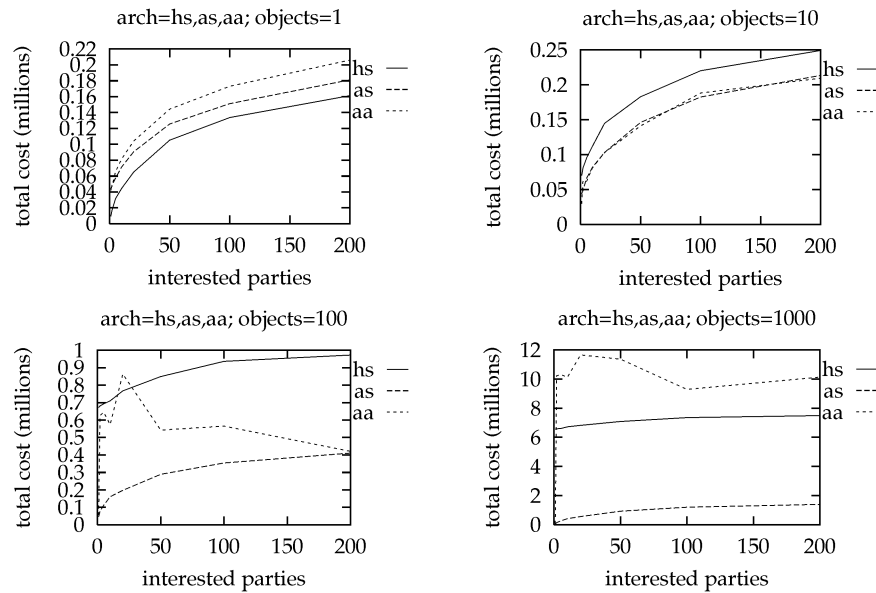 arch=hs,as,aa; objects=1
total cost (millions)
0.22
0.2
0.18
0.16
0.14
0.12
0.1
0.08
0.06
0.04
0.02
0
0 50 100 150 200
interested parties
hs
as
aa
arch=hs,as,aa; objects=10
total cost (millions)
0.25
0.2
0.15
0.1
0.05
0
0 50 100 150 200
interested parties
hs
as
aa
arch=hs,as,aa; objects=100
total cost (millions)
1
0.9
0.8
0.7
0.6
0.5
0.4
0.3
0.2
0.1
0
0 50 100 150 200
interested parties
hs
as
aa
arch=hs,as,aa; objects=1000
total cost (millions)
12
10
8
6
4
2
0
0 50 100 150 200
interested parties
hs
as
aa